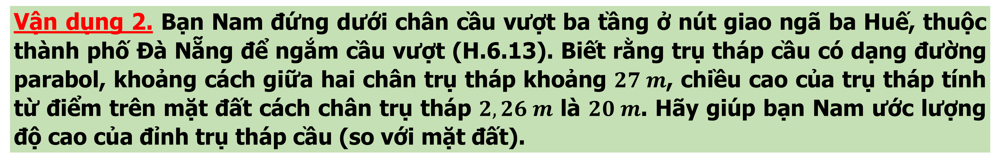 Vận dụng 2. Bạn Nam đứng dưới chân cầu vượt ba tầng ở nút giao ngã ba Huế, thuộc
thành phố Đà Nẵng để ngắm cầu vượt (H.6.13). Biết rằng trụ tháp cầu có dạng đường
parabol, khoảng cách giữa hai chân trụ tháp khoảng 27 m, chiều cao của trụ tháp tính
từ điểm trên mặt đất cách chân trụ tháp 2, 26 m là 20 m. Hãy giúp bạn Nam ước lượng
độ cao của đỉnh trụ tháp cầu (so với mặt đất).